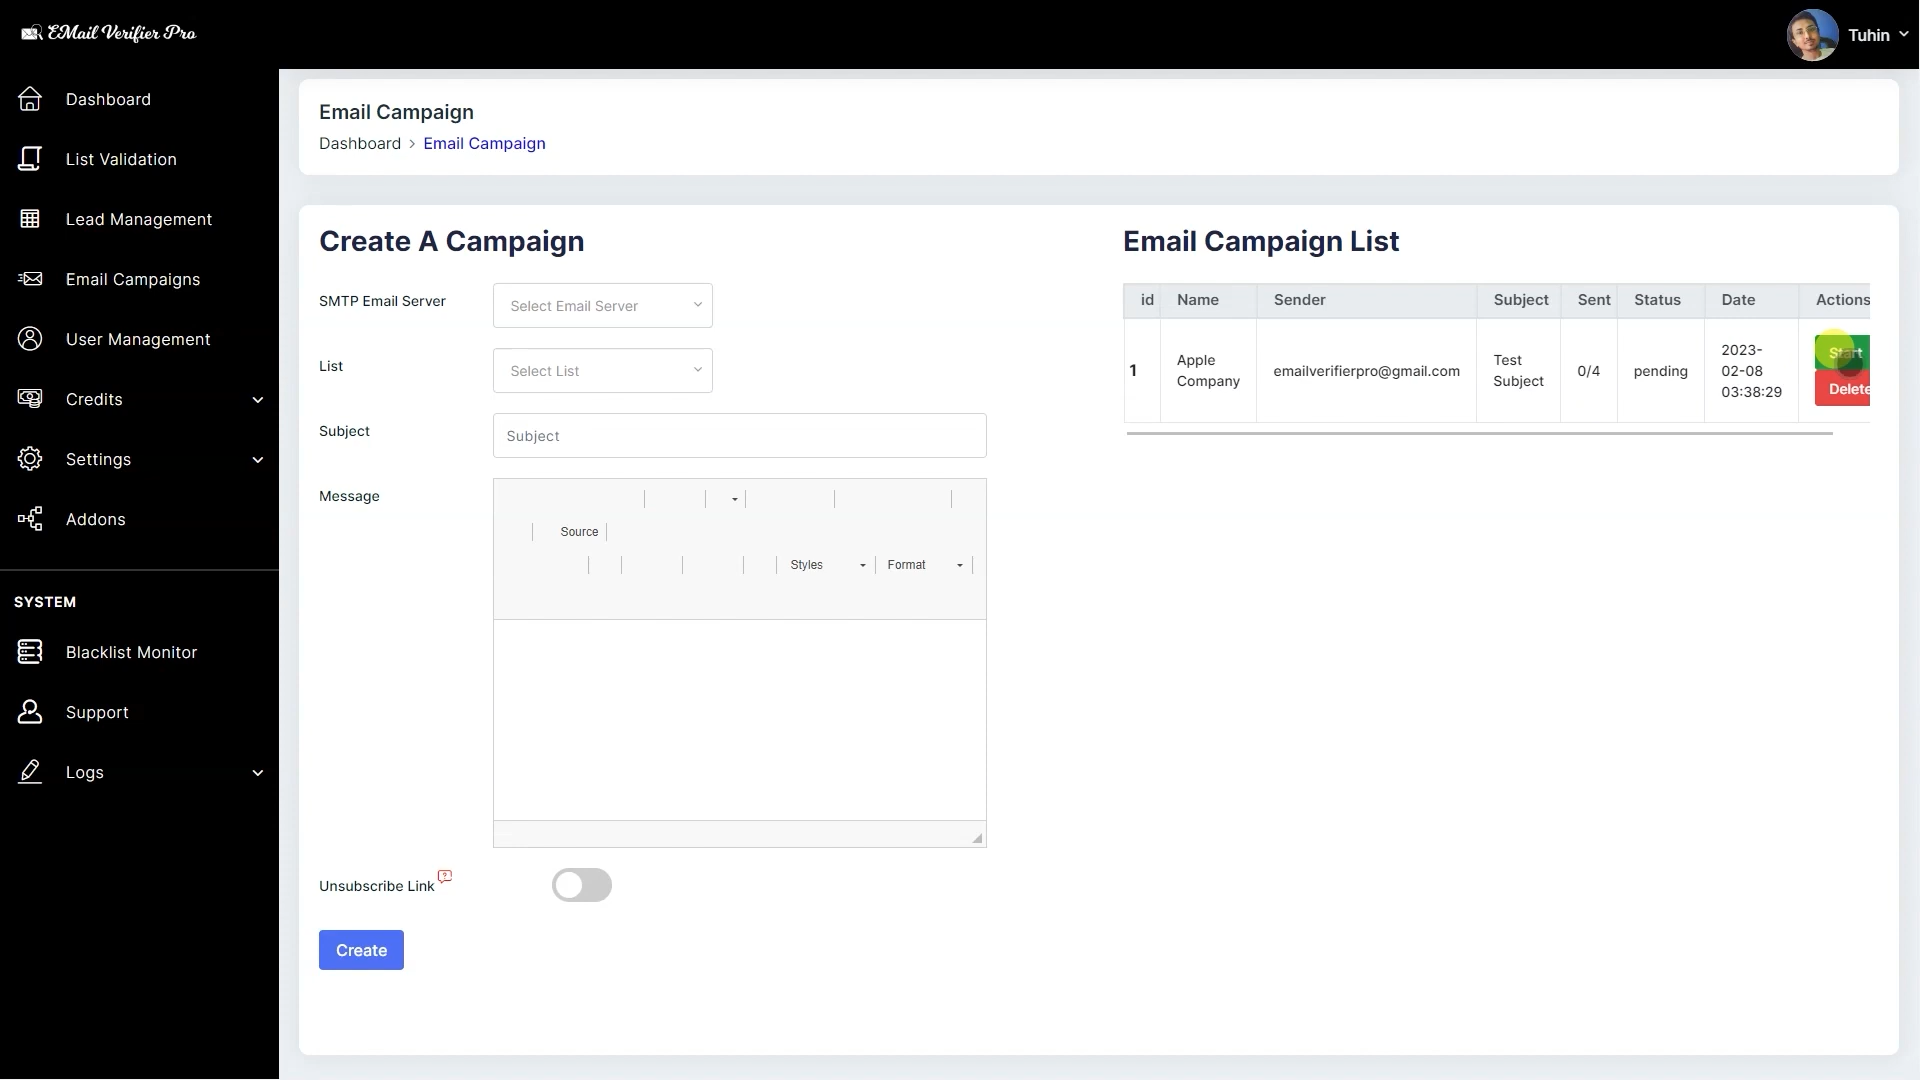 EMail Verifier Pro
Tuhin
Dashboard
List Validation
Lead Management
Email Campaigns
User Management
Credits
Settings
Addons
SYSTEM
Blacklist Monitor
Support
Logs
Email Campaign
Dashboard > Email Campaign
Create A Campaign
SMTP Email Server
Select Email Server
List
Select List
Subject
Subject
Message
Source
Styles
Format
Unsubscribe Link
Create
Email Campaign List
id Name Sender Subject Sent Status Date Actions
1 Apple Company emailverifierpro@gmail.com Test Subject 0/4 pending 2023-02-08 03:38:29
Start
Delete